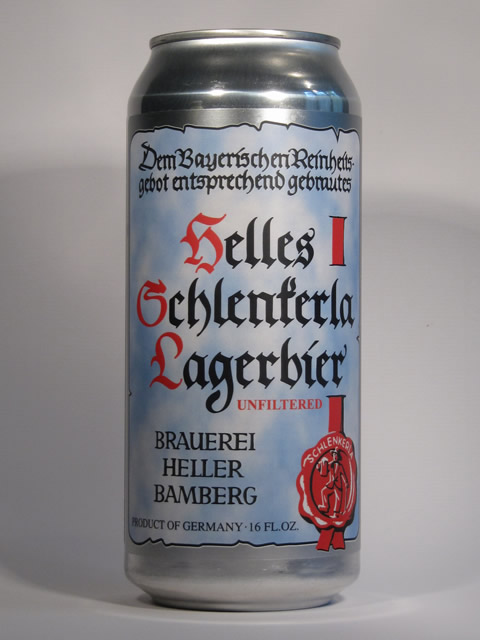 Dem Bayerischen Reinheits-
gebot entsprechend gebrautes
Helles
Schlenkerla
Lagerbier
UNFILTERED
SCHLENKERLA
BRAUEREI
HELLER
BAMBERG
PRODUCT OF GERMANY · 16 FL.OZ.